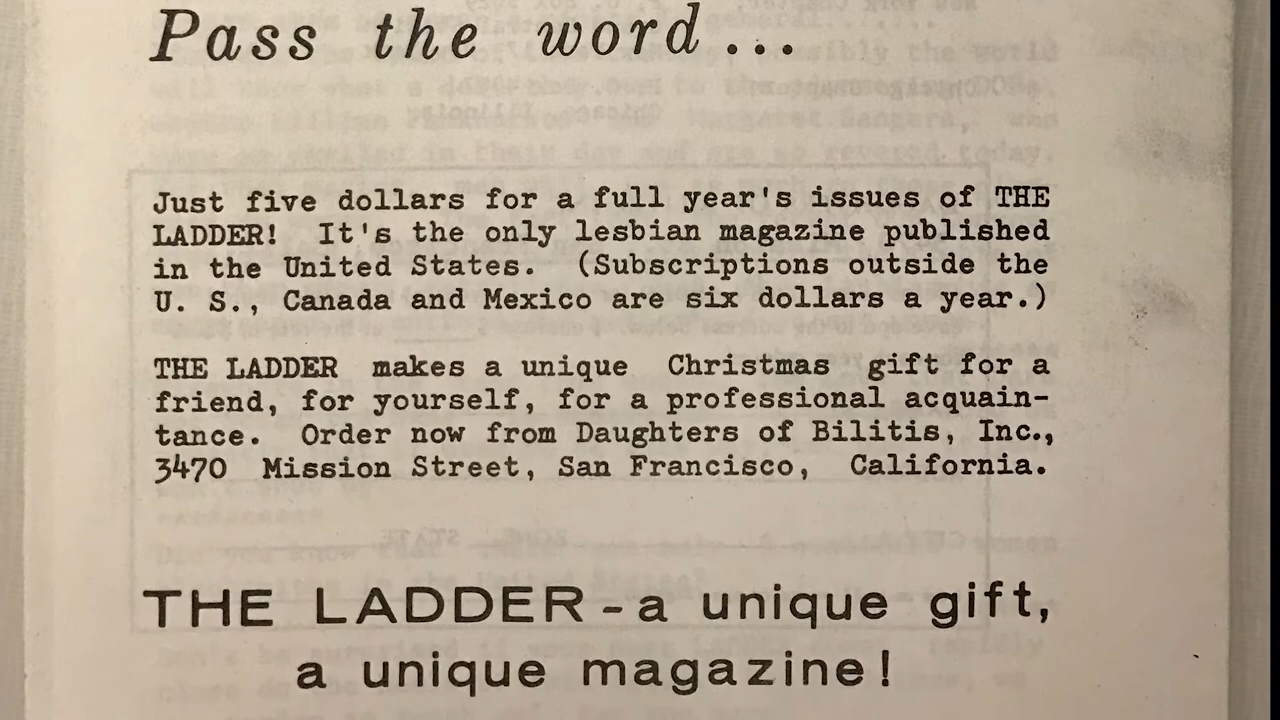 Pass the word...
Just five dollars for a full year's issues of THE
LADDER! It's the only lesbian magazine published
in the United States. (Subscriptions outside the
U. S., Canada and Mexico are six dollars a year.)
THE LADDER makes a unique Christmas gift for a
friend, for yourself, for a professional acquain-
tance. Order now from Daughters of Bilitis, Inc.,
3470 Mission Street, San Francisco, California.
THE LADDER - a unique gift,
a unique magazine!